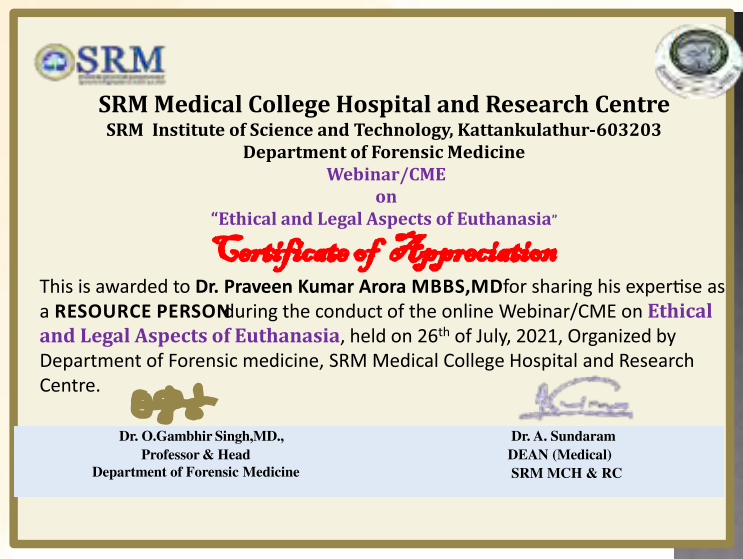 SRM
SRM Medical College Hospital and Research Centre
SRM Institute of Science and Technology, Kattankulathur-603203
Department of Forensic Medicine
Webinar/CME
on
“Ethical and Legal Aspects of Euthanasia”
Certificate of Appreciation
This is awarded to Dr. Praveen Kumar Arora MBBS,MDfor sharing his expertise as
a RESOURCE PERSON during the conduct of the online Webinar/CME on Ethical
and Legal Aspects of Euthanasia, held on 26th of July, 2021, Organized by
Department of Forensic medicine, SRM Medical College Hospital and Research
Centre.
Dr. O.Gambhir Singh,MD.,
Professor & Head
Department of Forensic Medicine
Dr. A. Sundaram
DEAN (Medical)
SRM MCH & RC